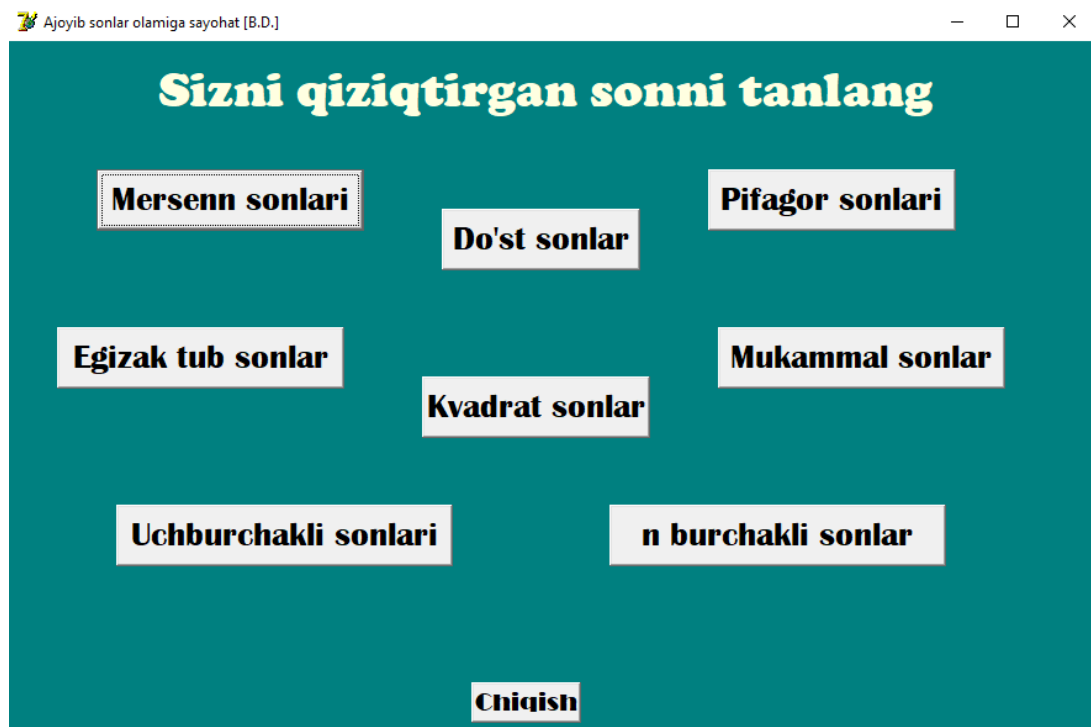 Ajoyib sonlar olamiga sayohat [B.D.]
Sizni qiziqtirgan sonni tanlang
Mersenn sonlari
Pifagor sonlari
Do'st sonlar
Egizak tub sonlar
Mukammal sonlar
Kvadrat sonlar
Uchburchakli sonlari
n burchakli sonlar
Chiqish